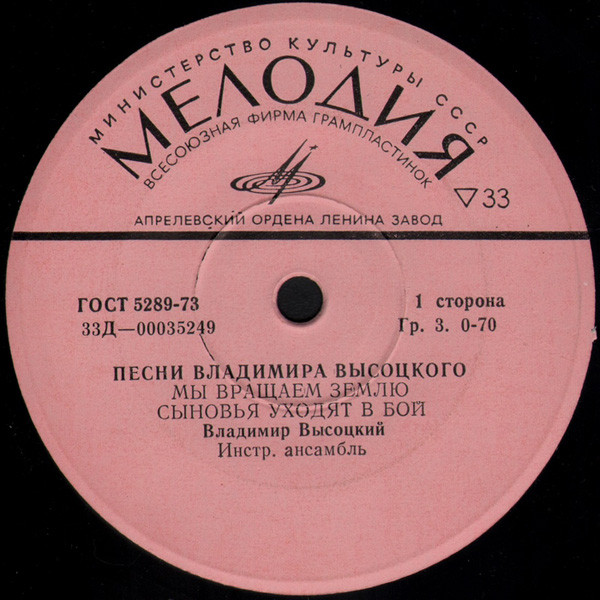 МИНИСТЕРСТВО КУЛЬТУРЫ СССР
МЕЛОДИЯ
ВСЕСОЮЗНАЯ ФИРМА ГРАМПЛАСТИНОК
33
АПРЕЛЕВСКИЙ ОРДЕНА ЛЕНИНА ЗАВОД
ГОСТ 5289-73
1 сторона
33Д—00035249
Гр. 3. 0-70
ПЕСНИ ВЛАДИМИРА ВЫСОЦКОГО
МЫ ВРАЩАЕМ ЗЕМЛЮ
СЫНОВЬЯ УХОДЯТ В БОЙ
Владимир Высоцкий
Инстр. ансамбль